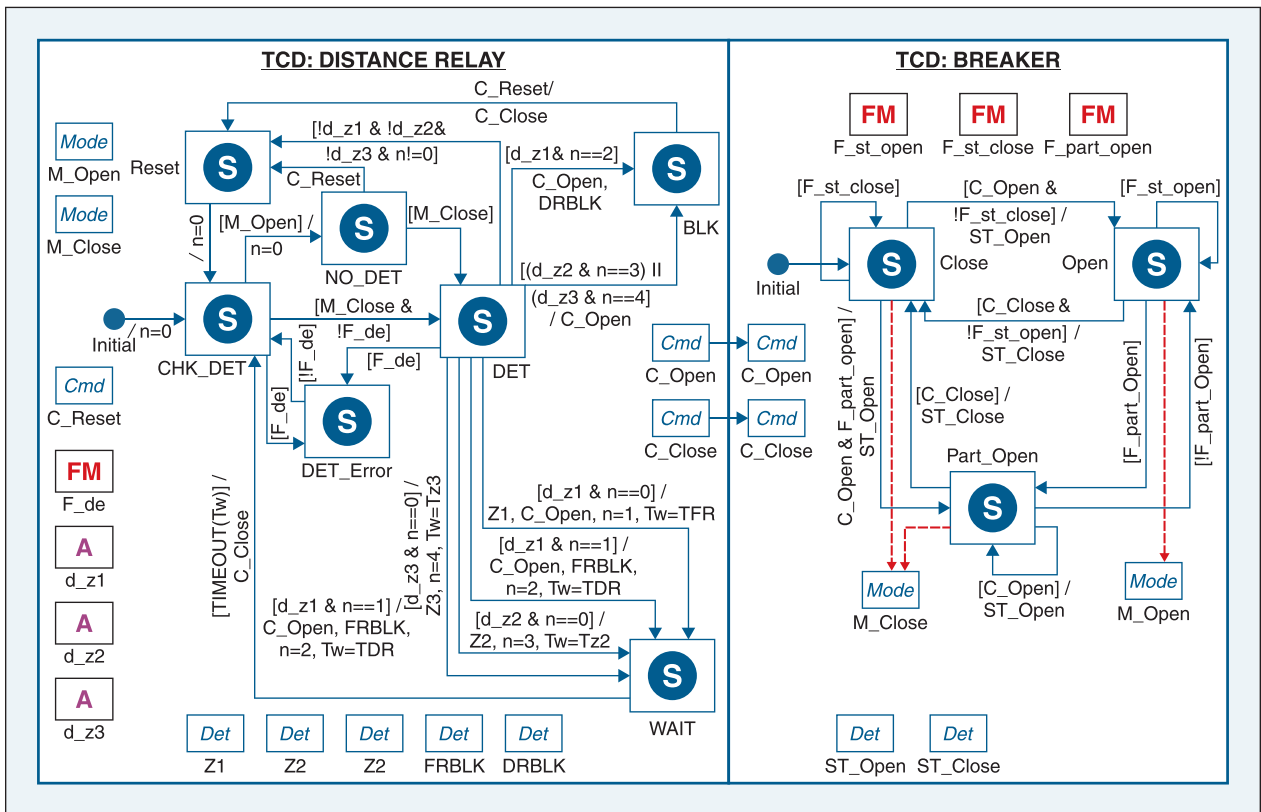 TCD: DISTANCE RELAY
C_Reset/
C_Close
Mode
M_Open
Mode
M_Close
Reset
S
[!d_z1 & !d_z2&
!d_z3 & n!=0]
C_Reset
[d_z1& n==2]
C_Open,
DRBLK
S
BLK
/ n=0
[M_Open] /
n=0
S
NO_DET
[M_Close]
[(d_z2 & n==3) II
(d_z3 & n==4]
/ C_Open
Initial
/ n=0
S
CHK_DET
[M_Close &
!F_de]
S
DET
[F_de]
[!F_de]
[F_de]
S
DET_Error
Cmd
C_Reset
FM
F_de
A
d_z1
A
d_z2
A
d_z3
[TIMEOUT(Tw)] /
C_Close
[d_z1 & n==1] /
C_Open, FRBLK,
n=2, Tw=TDR
[d_z3 & n==0] /
Z3, n=4, Tw=Tz3
[d_z1 & n==0] /
Z1, C_Open, n=1, Tw=TFR
[d_z1 & n==1] /
C_Open, FRBLK,
n=2, Tw=TDR
[d_z2 & n==0] /
Z2, n=3, Tw=Tz2
S
WAIT
Det
Z1
Det
Z2
Det
Z2
Det
FRBLK
Det
DRBLK
Cmd
C_Open
Cmd
C_Open
Cmd
C_Close
Cmd
C_Close
TCD: BREAKER
FM
F_st_open
FM
F_st_close
FM
F_part_open
[F_st_close]
[C_Open &
!F_st_close] /
ST_Open
[F_st_open]
Initial
S
Close
Open
S
[C_Close &
!F_st_open] /
ST_Close
C_Open & F_part_open] /
ST_Open
[C_Close] /
ST_Close
[F_part_Open]
[!F_part_Open]
Part_Open
S
[C_Open] /
ST_Open
Mode
M_Close
Mode
M_Open
Det
ST_Open
Det
ST_Close